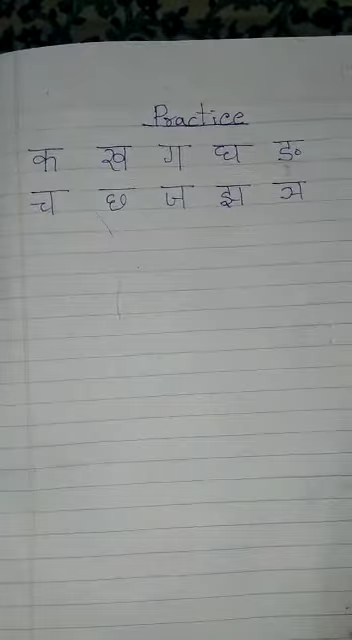 Practice
क ख ग घ ङ
च छ ज झ ञ